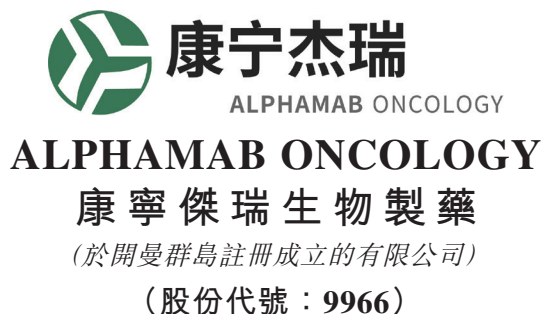 康宁杰瑞
ALPHAMAB ONCOLOGY
ALPHAMAB ONCOLOGY
康寧傑瑞生物製藥
(於開曼群島註冊成立的有限公司)
（股份代號：9966）